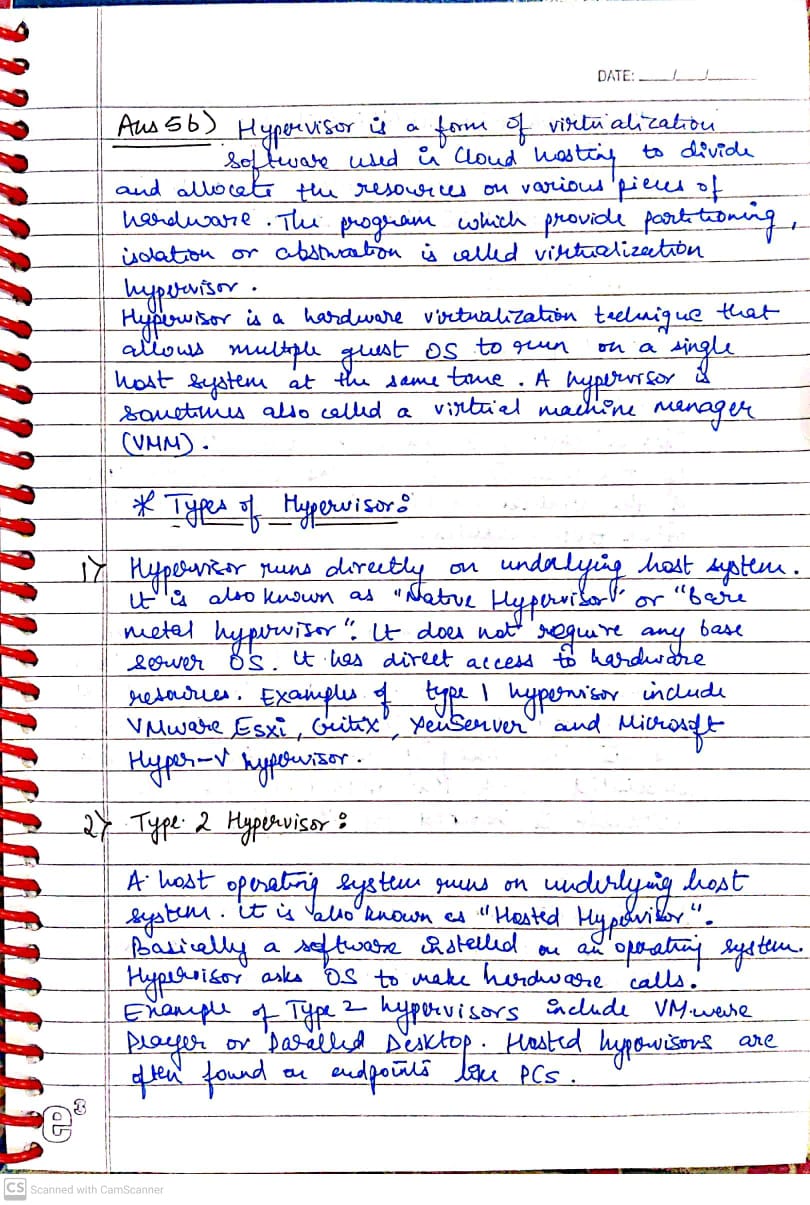 DATE: __/__/__
Ans 5b) Hypervisor is a form of virtualization
software used in Cloud hosting to divide
and allocate the resources on various pieces of
hardware. The program which provide partitioning,
isolation or abstraction is called virtualization
hypervisor.
Hypervisor is a hardware virtualization technique that
allows multiple guest OS to run on a single
host system at the same time. A hypervisor is
sometimes also called a virtual machine manager
(VMM).
* Types of Hypervisor:
1) Hypervisor runs directly on underlying host system.
It is also known as "Native Hypervisor" or "bare
metal hypervisor". It does not require any base
server OS. It has direct access to hardware
resources. Examples of type 1 hypervisor include
VMware Esxi, Critix, XenServer and Microsoft
Hyper-V hypervisor.
2) Type 2 Hypervisor:
A host operating system runs on underlying host
system. It is also known as "Hosted Hypervisor".
Basically a software installed on an operating system.
Hypervisor asks OS to make hardware calls.
Example of Type 2 hypervisors include VMware
Player or Paralled Desktop. Hosted hypervisors are
often found on endpoints like PCs.
e3
CS Scanned with CamScanner